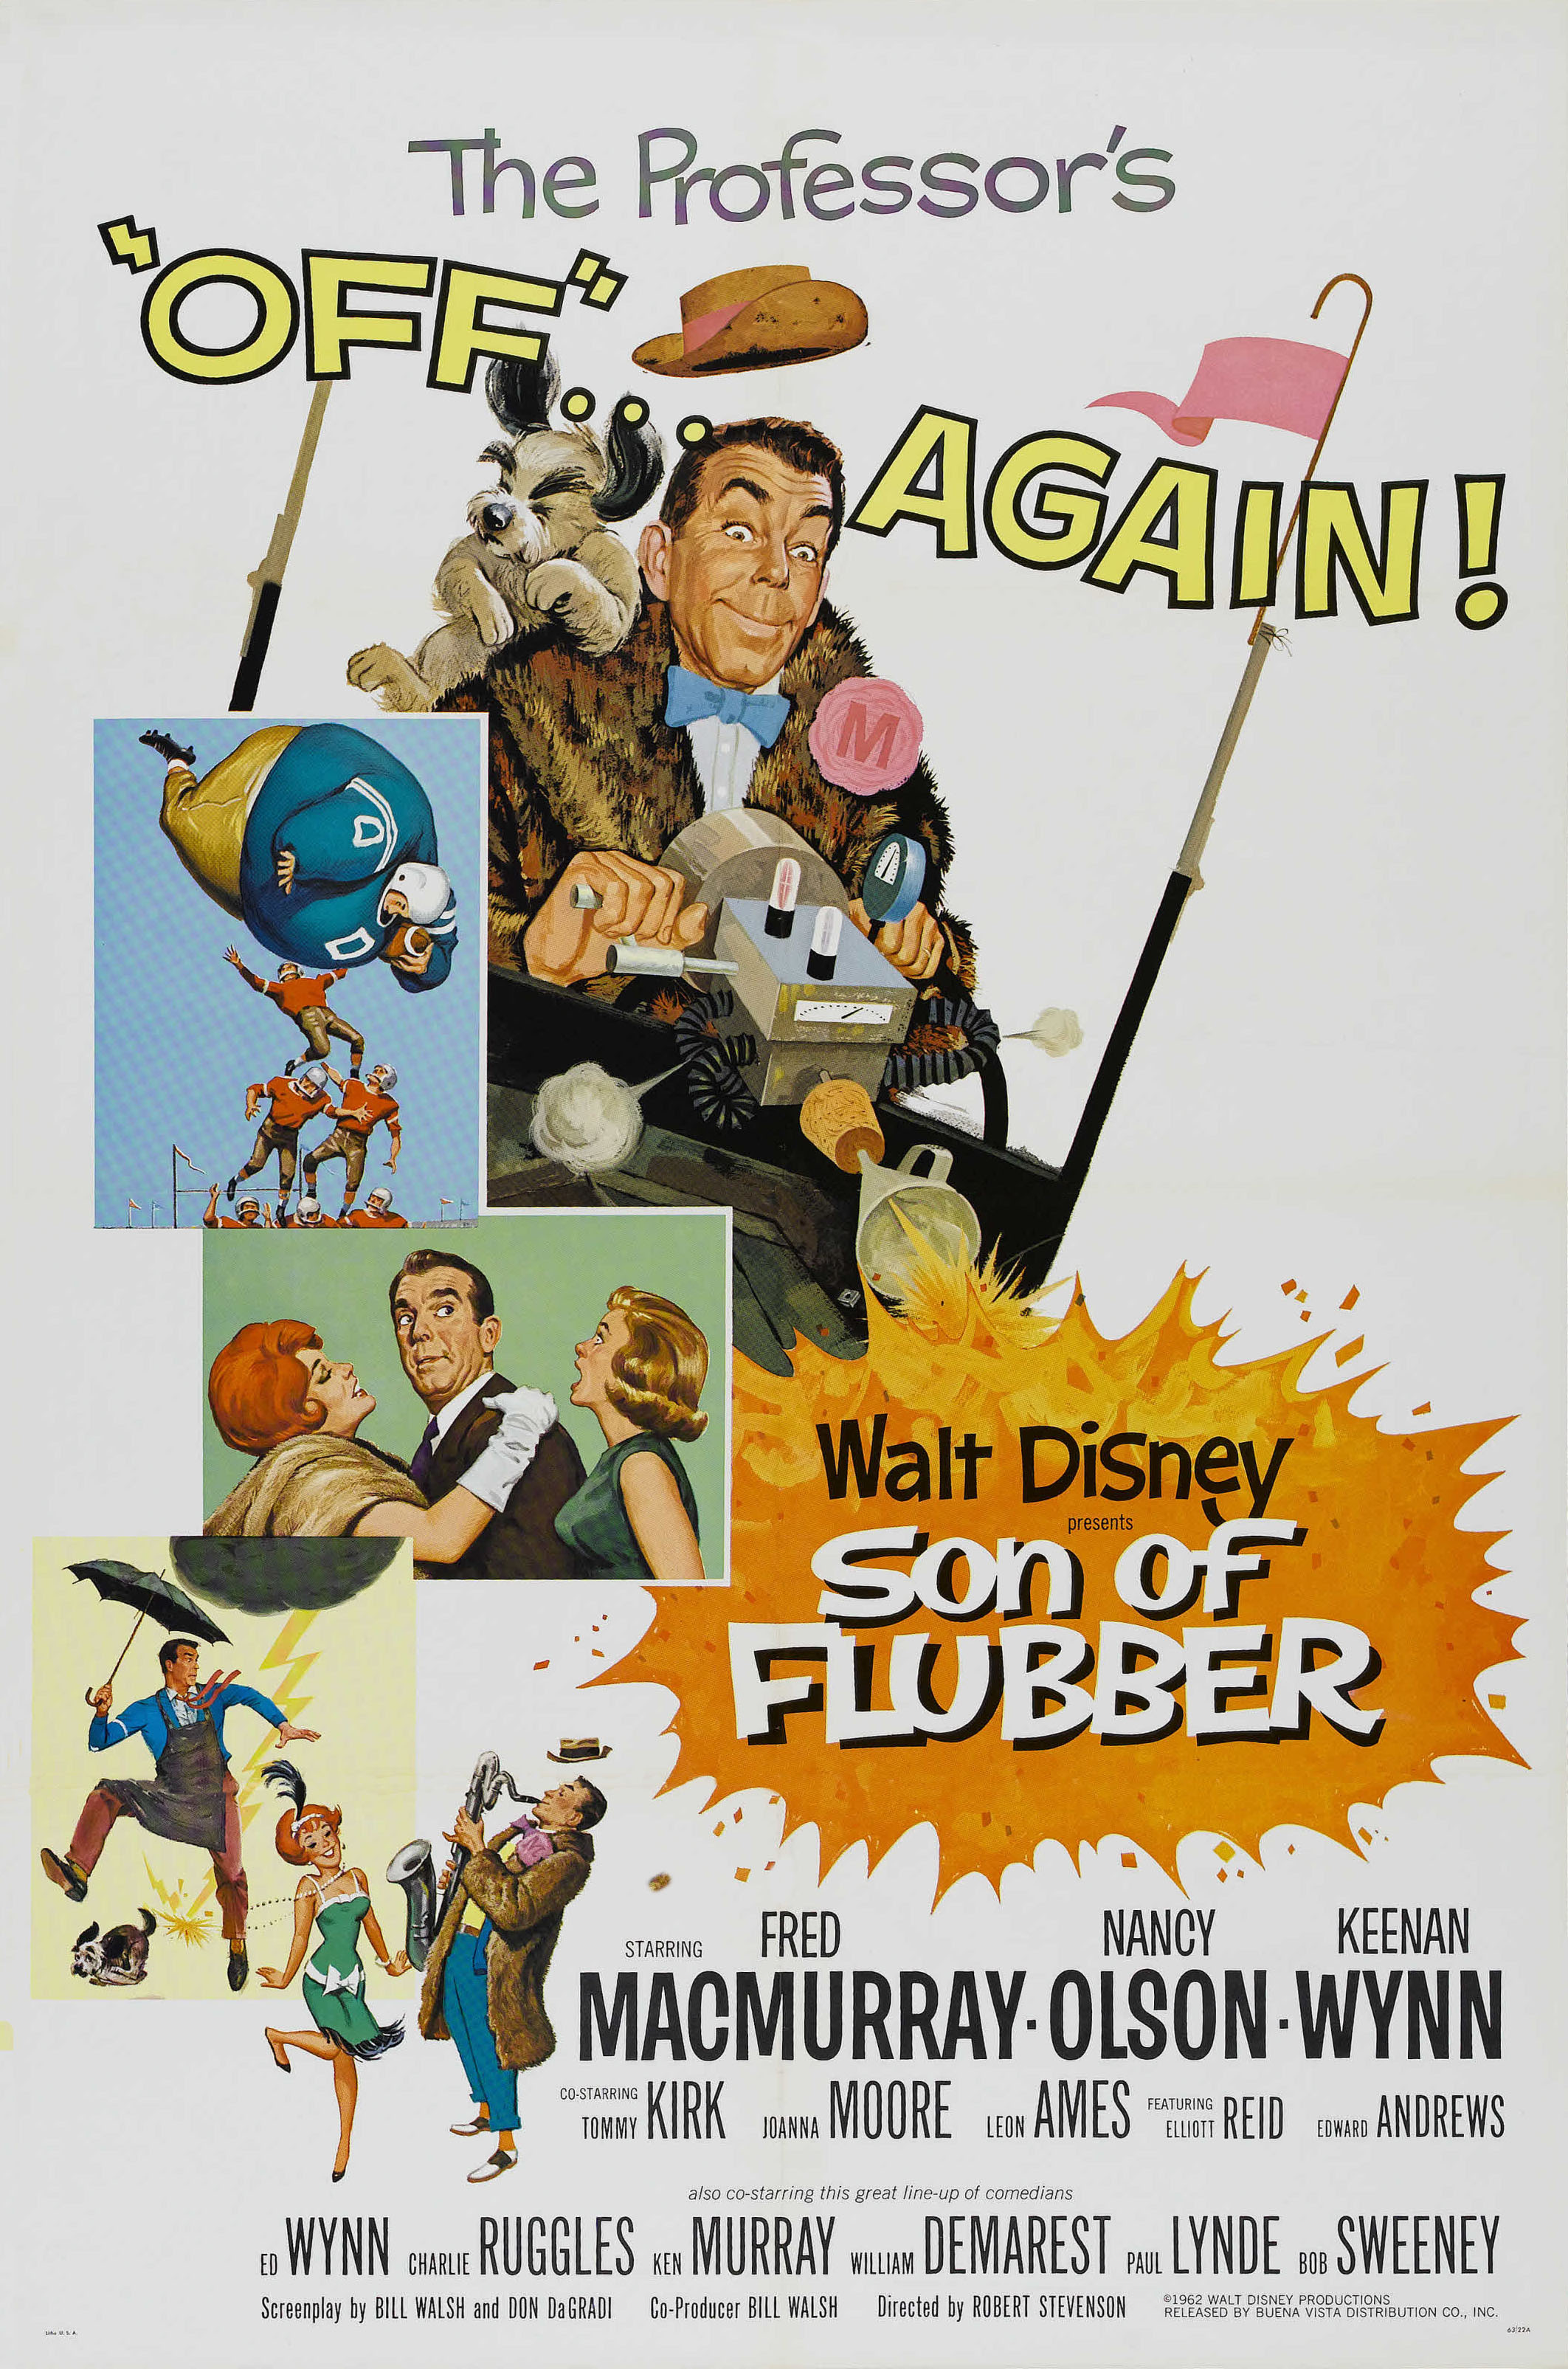 The Professor's
"OFF"...
AGAIN!
M
Walt Disney
presents
Son of
FLUBBER
STARRING FRED MACMURRAY · NANCY OLSON · KEENAN WYNN
CO-STARRING TOMMY KIRK JOANNA MOORE LEON AMES FEATURING ELLIOTT REID EDWARD ANDREWS
also co-starring this great line-up of comedians
ED WYNN CHARLIE RUGGLES KEN MURRAY WILLIAM DEMAREST PAUL LYNDE BOB SWEENEY
Screenplay by BILL WALSH and DON DaGRADI Co-Producer BILL WALSH Directed by ROBERT STEVENSON ©1962 WALT DISNEY PRODUCTIONS
RELEASED BY BUENA VISTA DISTRIBUTION CO., INC.
Litho U. S. A.
63/22A